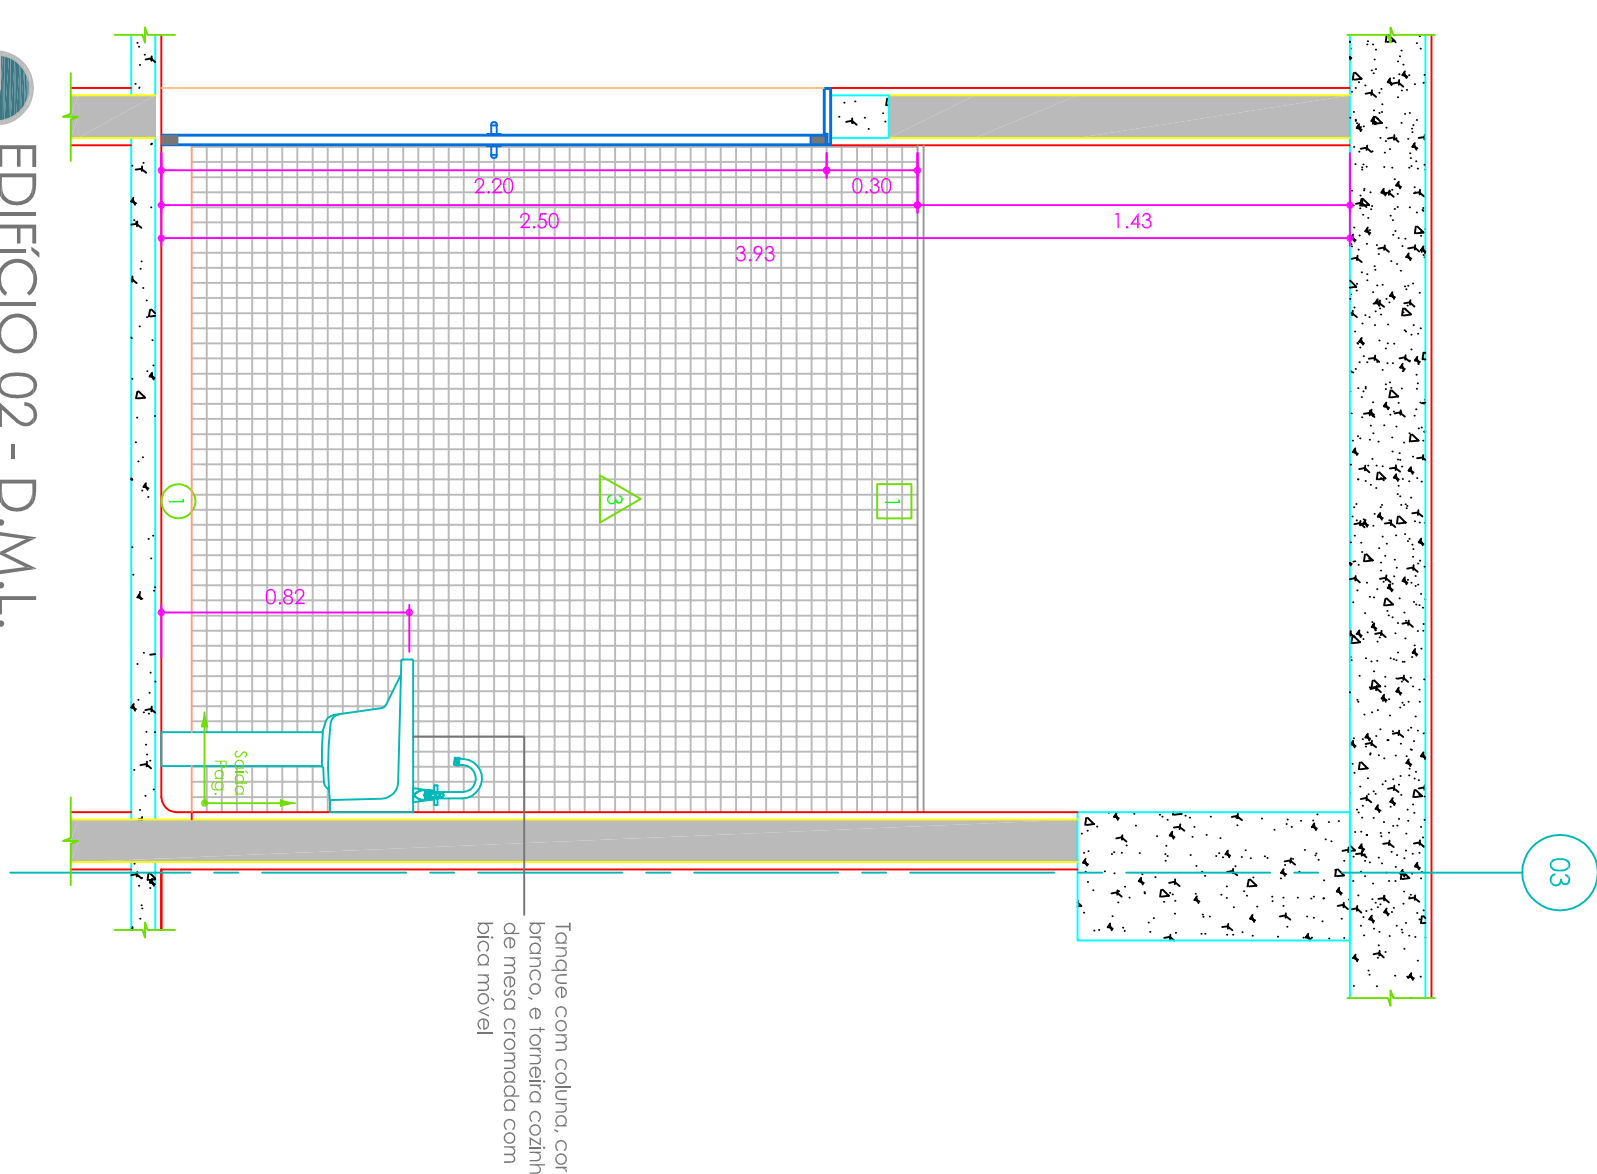 EDIFÍCIO 02 - D.M.L.
2.20
0.30
2.50
1.43
3.93
0.82
1
3
1
Saída
Pag.
03
Tanque com coluna, cor
branco, e torneira
de mesa cromada com
bica móvel